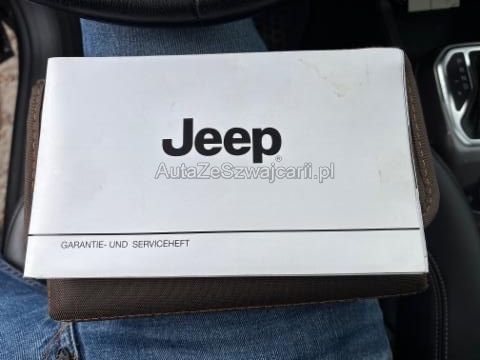 Jeep®
AutaZeSzwajcarii.pl
GARANTIE- UND SERVICEHEFT